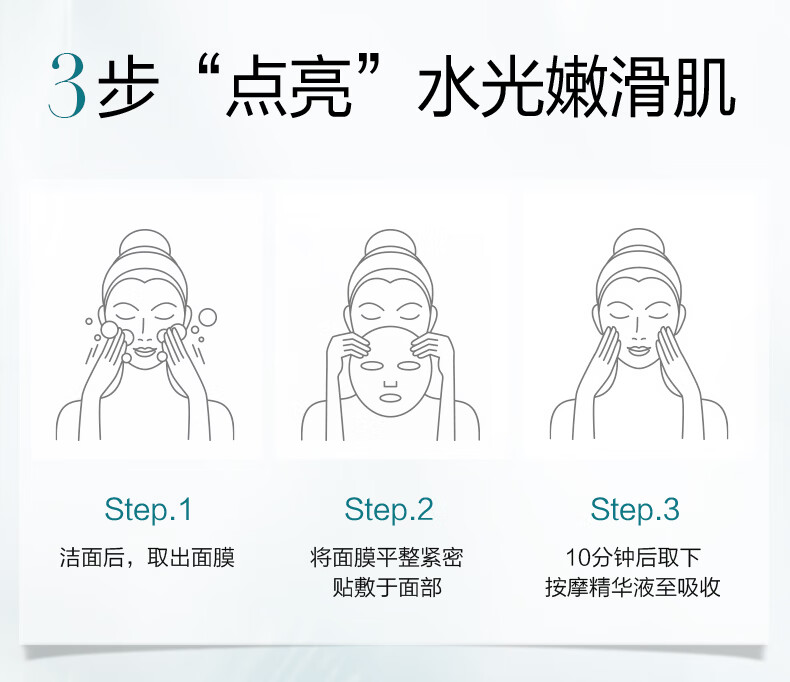 3步“点亮”水光嫩滑肌
Step.1
洁面后，取出面膜
Step.2
将面膜平整紧密
贴敷于面部
Step.3
10分钟后取下
按摩精华液至吸收